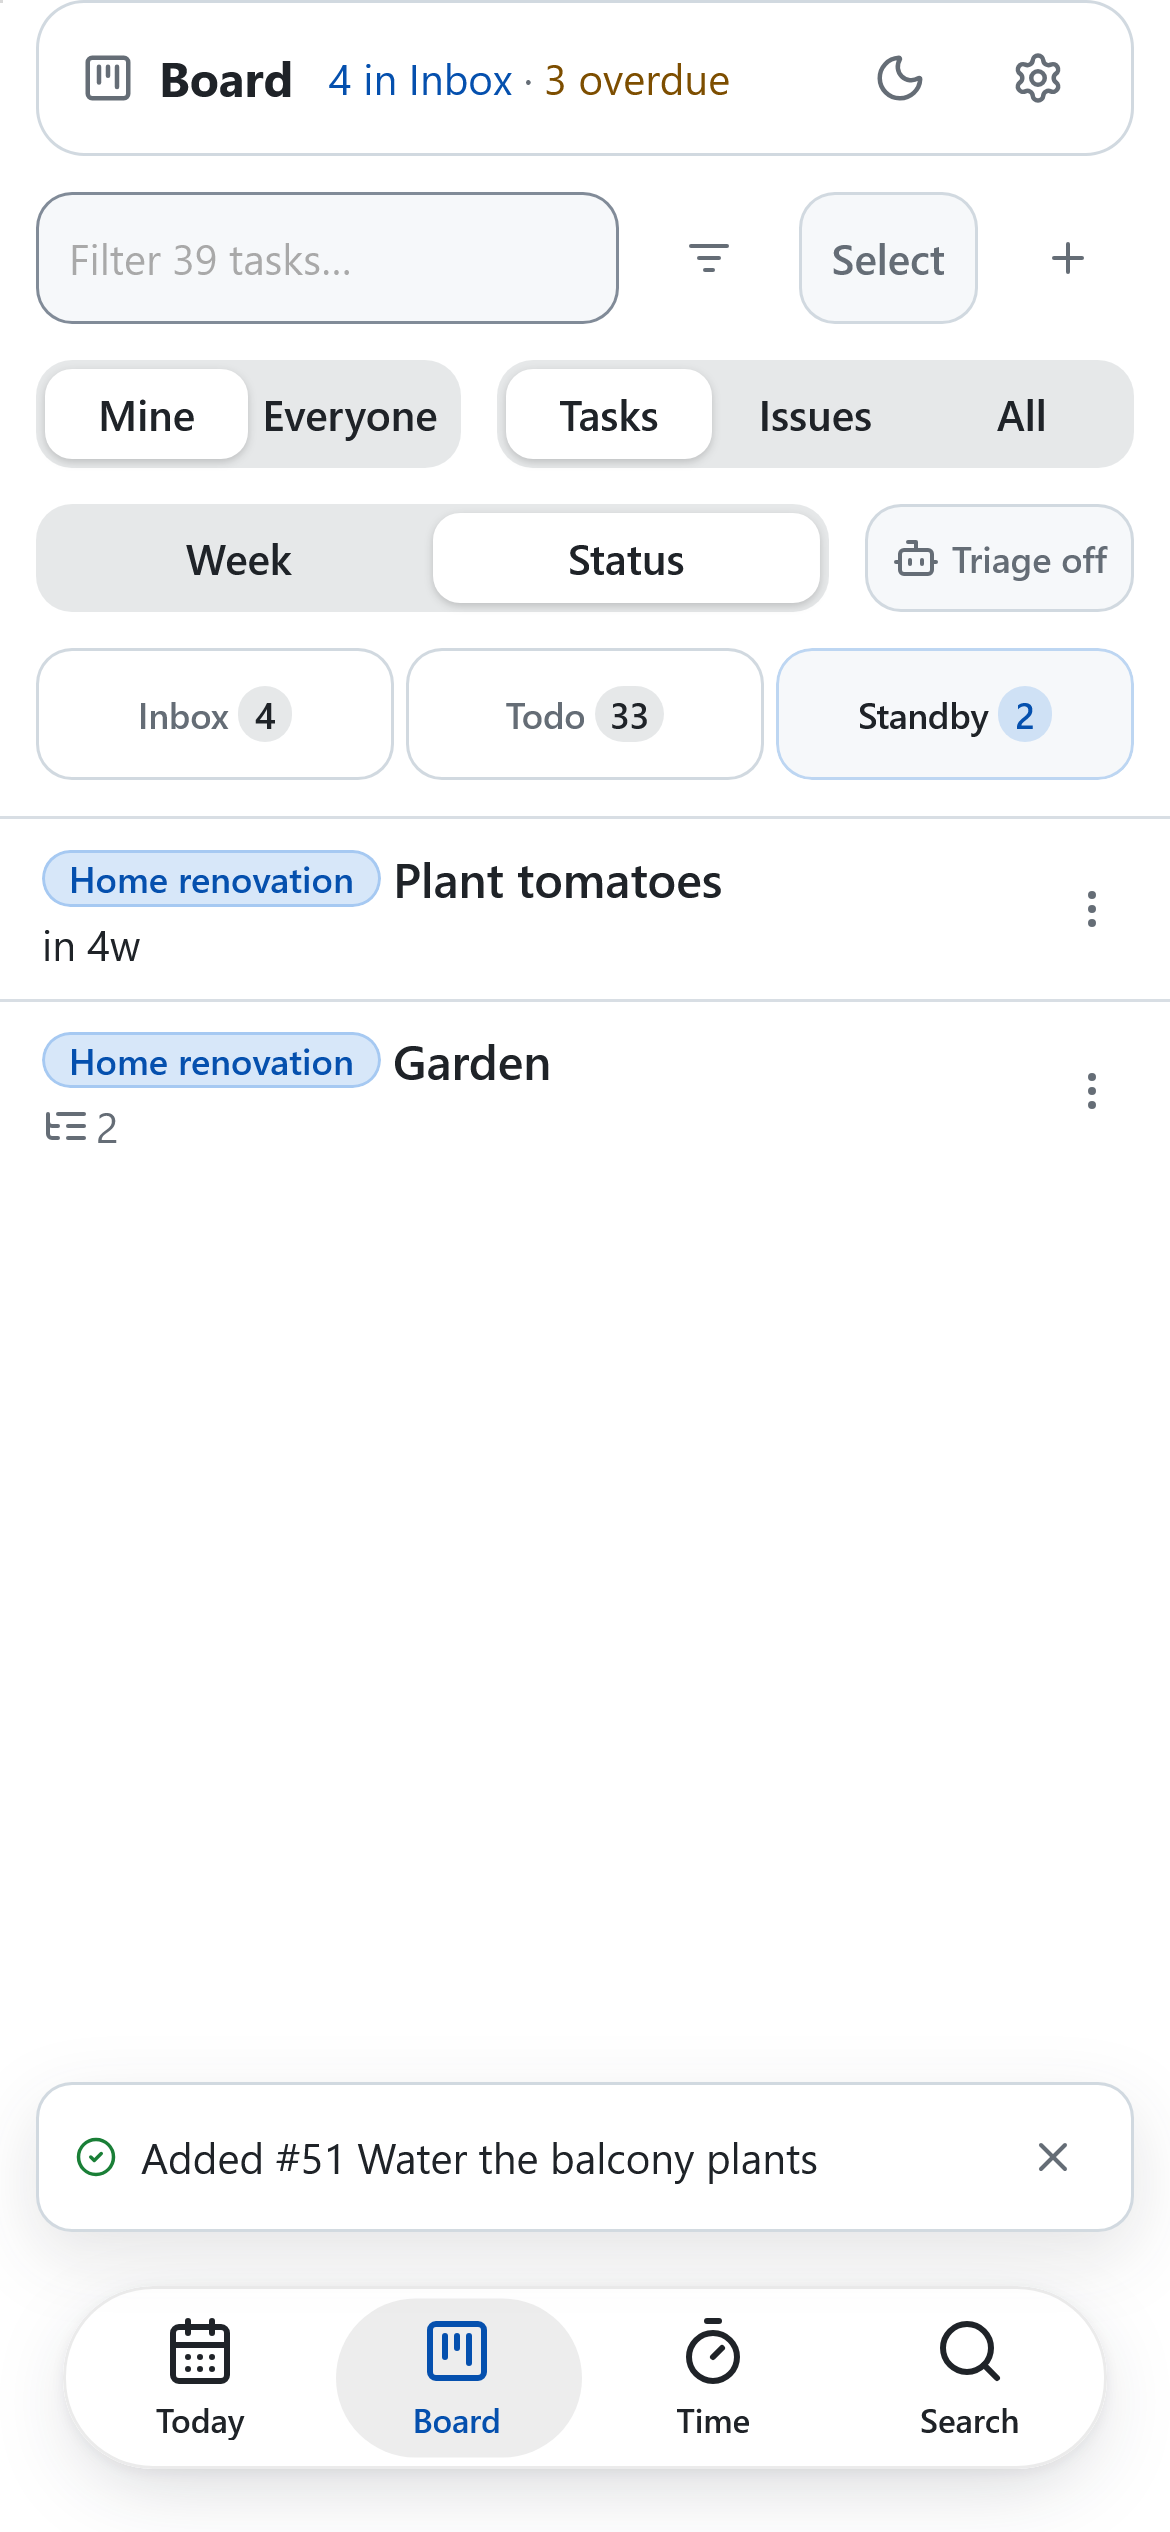 Board 4 in Inbox · 3 overdue
Filter 39 tasks...
Select
Mine Everyone
Tasks Issues All
Week Status
Triage off
Inbox 4
Todo 33
Standby 2
Home renovation Plant tomatoes
in 4w
Home renovation Garden
2
Added #51 Water the balcony plants
Today Board Time Search